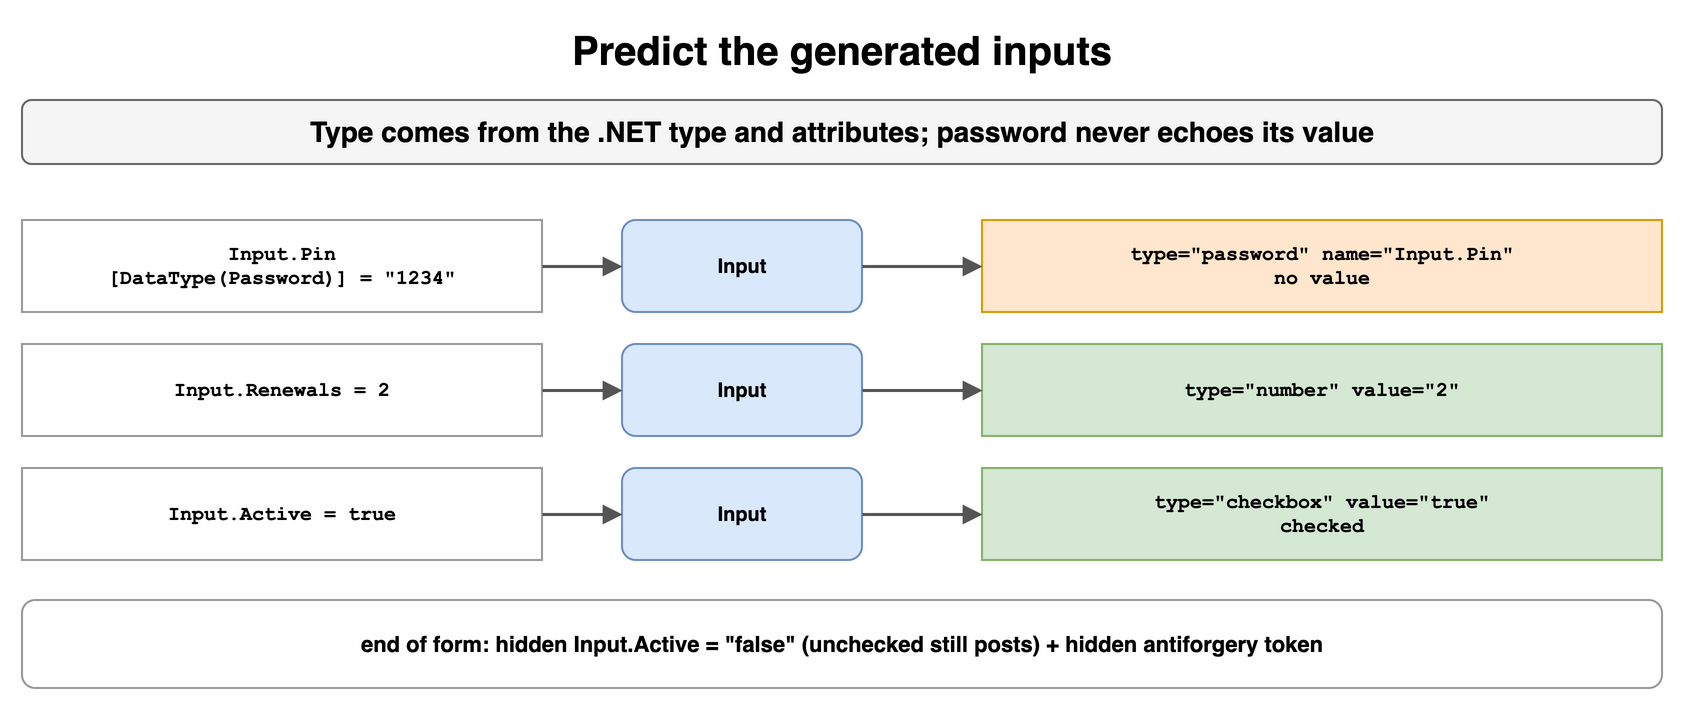 Predict the generated inputs
Type comes from the .NET type and attributes; password never echoes its value
Input.Pin
[DataType(Password)] = "1234"
Input
type="password" name="Input.Pin"
no value
Input.Renewals = 2
Input
type="number" value="2"
Input.Active = true
Input
type="checkbox" value="true"
checked
end of form: hidden Input.Active = "false" (unchecked still posts) + hidden antiforgery token